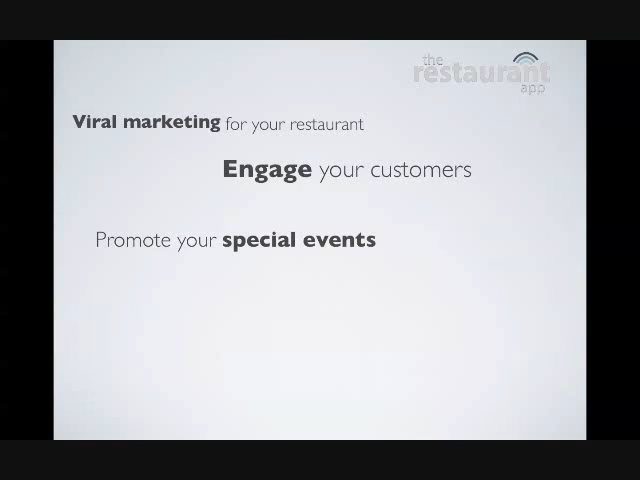 the
restaurant
app
Viral marketing for your restaurant
Engage your customers
Promote your special events